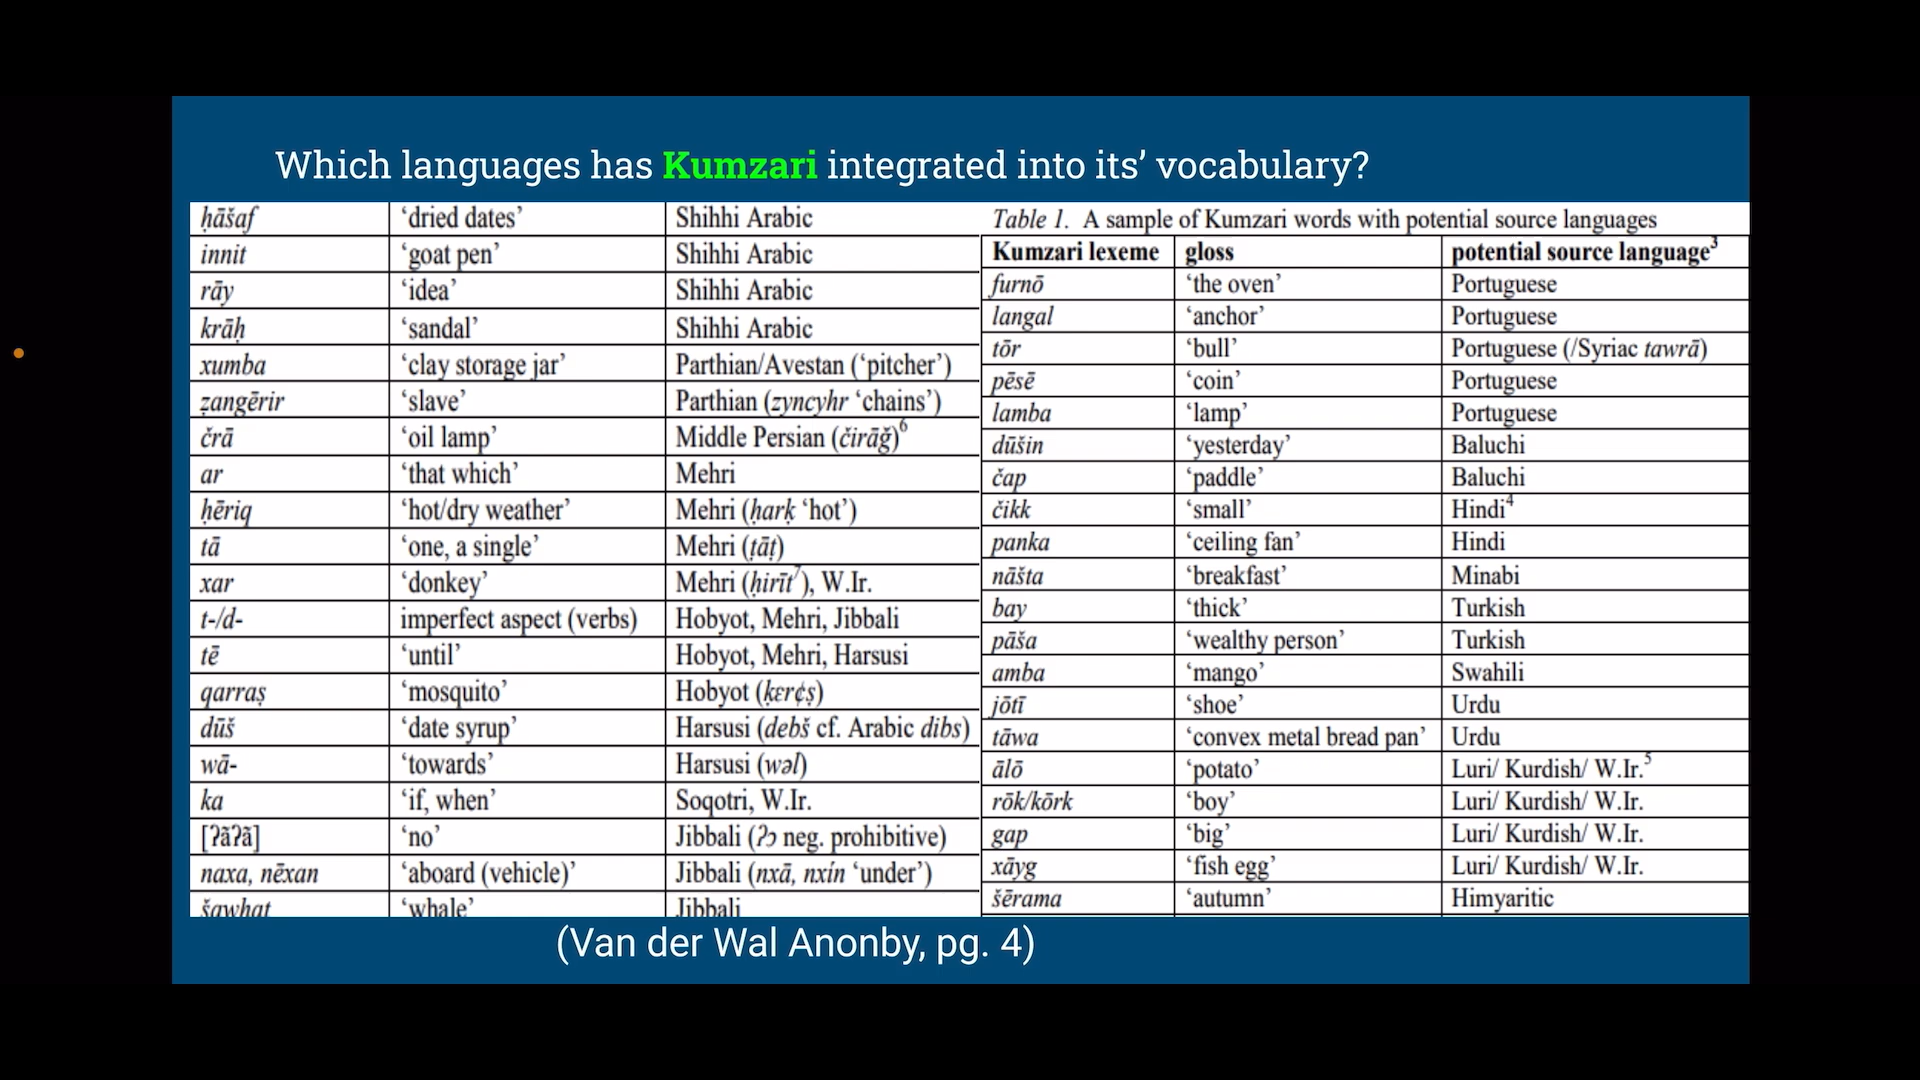 Which languages has Kumzari integrated into its’ vocabulary?
ḥāšaf ‘dried dates’ Shihhi Arabic
innit ‘goat pen’ Shihhi Arabic
rāy ‘idea’ Shihhi Arabic
krāḥ ‘sandal’ Shihhi Arabic
xumba ‘clay storage jar’ Parthian/Avestan (‘pitcher’)
ẓangērir ‘slave’ Parthian (zyncyhr ‘chains’)
črā ‘oil lamp’ Middle Persian (čirāğ)6
ar ‘that which’ Mehri
ḥēriq ‘hot/dry weather’ Mehri (ḥarḳ ‘hot’)
tā ‘one, a single’ Mehri (ṭāṭ)
xar ‘donkey’ Mehri (ḥirīt7), W.Ir.
t-/d- imperfect aspect (verbs) Hobyot, Mehri, Jibbali
tē ‘until’ Hobyot, Mehri, Harsusi
qarraṣ ‘mosquito’ Hobyot
dūš ‘date syrup’ Harsusi (debš cf. Arabic dibs)
wā- ‘towards’ Harsusi (wəl)
ka ‘if, when’ Soqotri, W.Ir.
[ʔãʔã] ‘no’ Jibbali (ʔɔ neg. prohibitive)
naxa, nēxan ‘aboard (vehicle)’ Jibbali (nxā, nxín ‘under’)
šawhat ‘whale’ Jibbali
Table 1. A sample of Kumzari words with potential source languages
Kumzari lexeme gloss potential source language3
furnō ‘the oven’ Portuguese
langal ‘anchor’ Portuguese
tōr ‘bull’ Portuguese (/Syriac tawrā)
pēsē ‘coin’ Portuguese
lamba ‘lamp’ Portuguese
dūšin ‘yesterday’ Baluchi
čap ‘paddle’ Baluchi
čikk ‘small’ Hindi4
panka ‘ceiling fan’ Hindi
nāšta ‘breakfast’ Minabi
bay ‘thick’ Turkish
pāša ‘wealthy person’ Turkish
amba ‘mango’ Swahili
jōtī ‘shoe’ Urdu
tāwa ‘convex metal bread pan’ Urdu
ālō ‘potato’ Luri/ Kurdish/ W.Ir.5
rōk/kōrk ‘boy’ Luri/ Kurdish/ W.Ir.
gap ‘big’ Luri/ Kurdish/ W.Ir.
xāyg ‘fish egg’ Luri/ Kurdish/ W.Ir.
šērama ‘autumn’ Himyaritic
(Van der Wal Anonby, pg. 4)